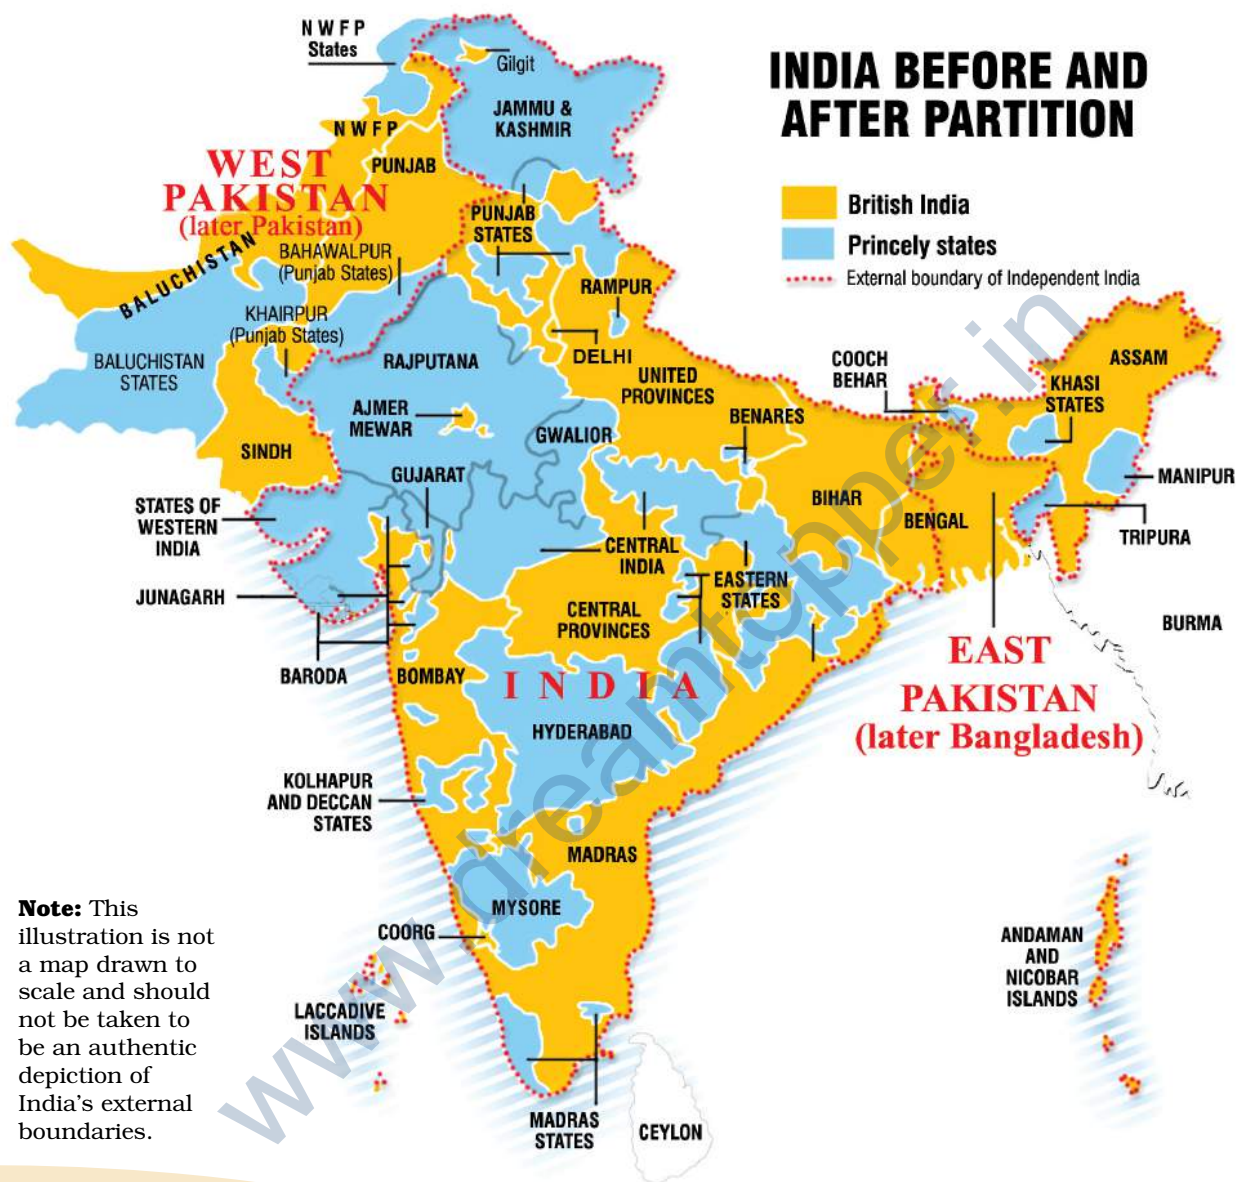 INDIA BEFORE AND
AFTER PARTITION
British India
Princely states
External boundary of Independent India
N W F P
States
Gilgit
JAMMU &
KASHMIR
N W F P
WEST
PAKISTAN
(later Pakistan)
PUNJAB
PUNJAB
STATES
BALUCHISTAN
BAHAWALPUR
(Punjab States)
RAMPUR
KHAIRPUR
(Punjab States)
DELHI
BALUCHISTAN
STATES
RAJPUTANA
UNITED
PROVINCES
COOCH
BEHAR
ASSAM
KHASI
STATES
AJMER
MEWAR
BENARES
GWALIOR
SINDH
GUJARAT
MANIPUR
STATES OF
WESTERN
INDIA
BIHAR
BENGAL
TRIPURA
CENTRAL
INDIA
EASTERN
STATES
JUNAGARH
CENTRAL
PROVINCES
BURMA
BARODA
BOMBAY
INDIA
EAST
PAKISTAN
(later Bangladesh)
HYDERABAD
KOLHAPUR
AND DECCAN
STATES
MADRAS
MYSORE
COORG
ANDAMAN
AND
NICOBAR
ISLANDS
LACCADIVE
ISLANDS
MADRAS
STATES
CEYLON
Note: This
illustration is not
a map drawn to
scale and should
not be taken to
be an authentic
depiction of
India's external
boundaries.
www.dreamtopper.in